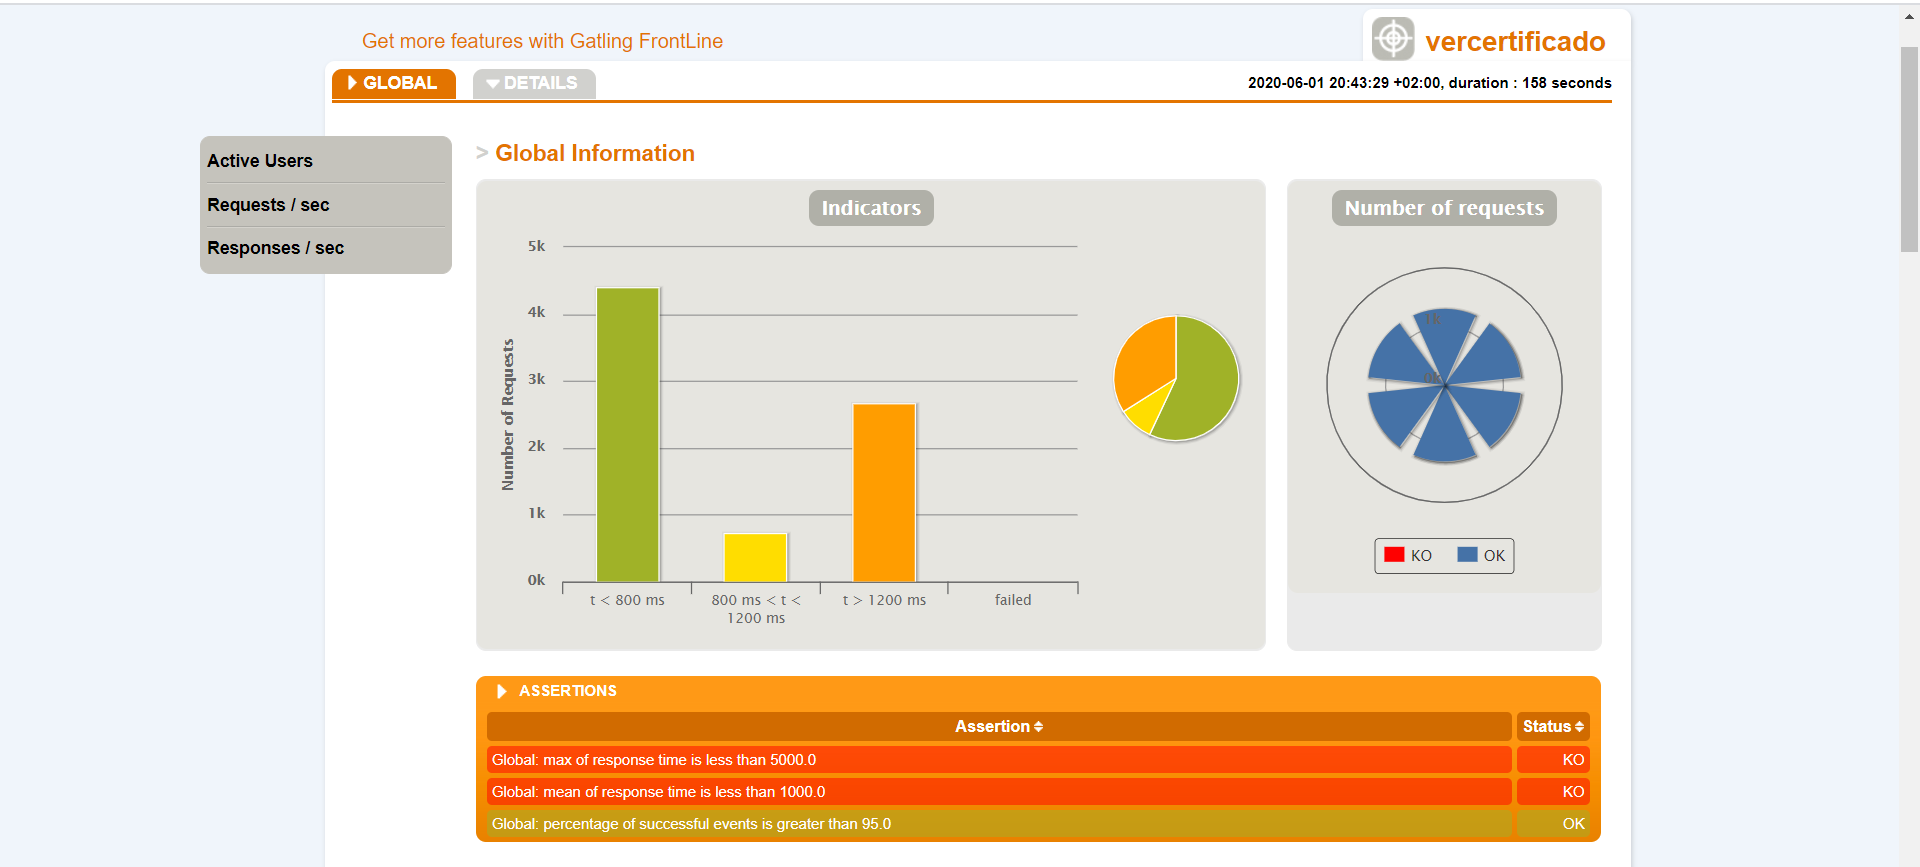 Get more features with Gatling FrontLine
vercertificado
GLOBAL
DETAILS
2020-06-01 20:43:29 +02:00, duration : 158 seconds
Active Users
Requests / sec
Responses / sec
> Global Information
Indicators
Number of Requests
5k
4k
3k
2k
1k
0k
t < 800 ms
800 ms < t <
1200 ms
t > 1200 ms
failed
Number of requests
1k
0k
KO
OK
ASSERTIONS
Assertion
Status
Global: max of response time is less than 5000.0
KO
Global: mean of response time is less than 1000.0
KO
Global: percentage of successful events is greater than 95.0
OK